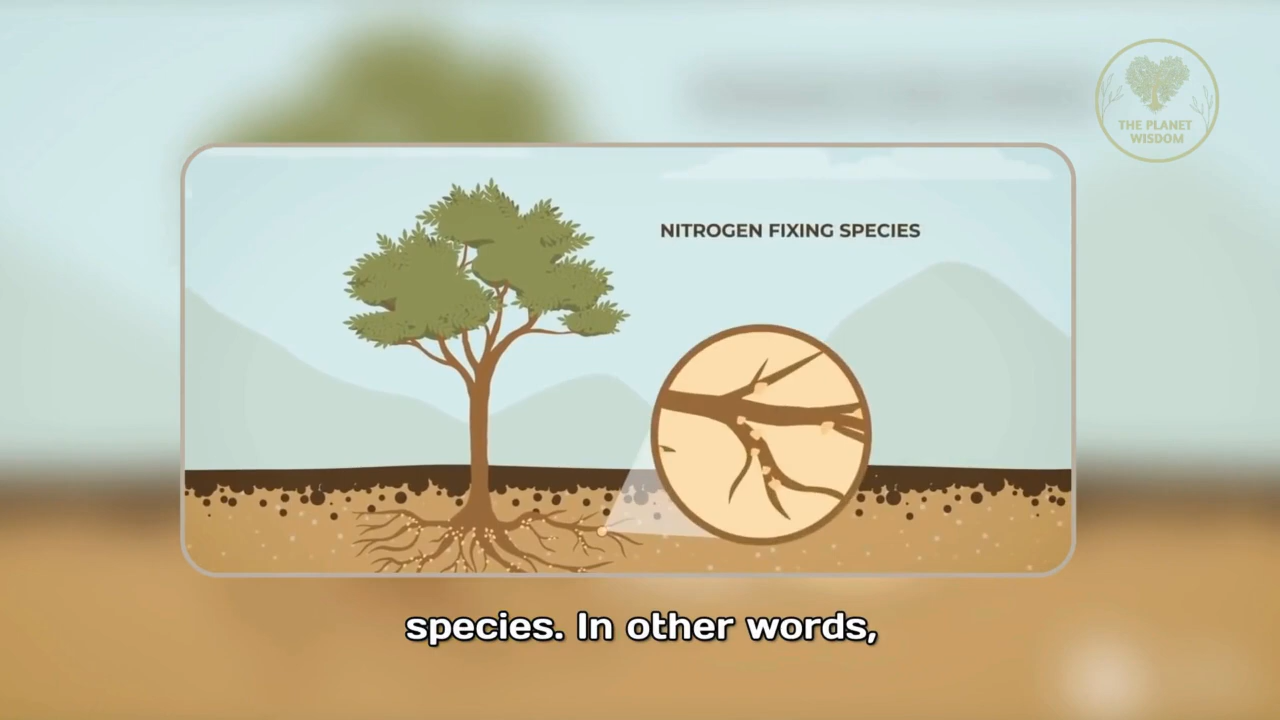 THE PLANET
WISDOM
NITROGEN FIXING SPECIES
species. In other words,